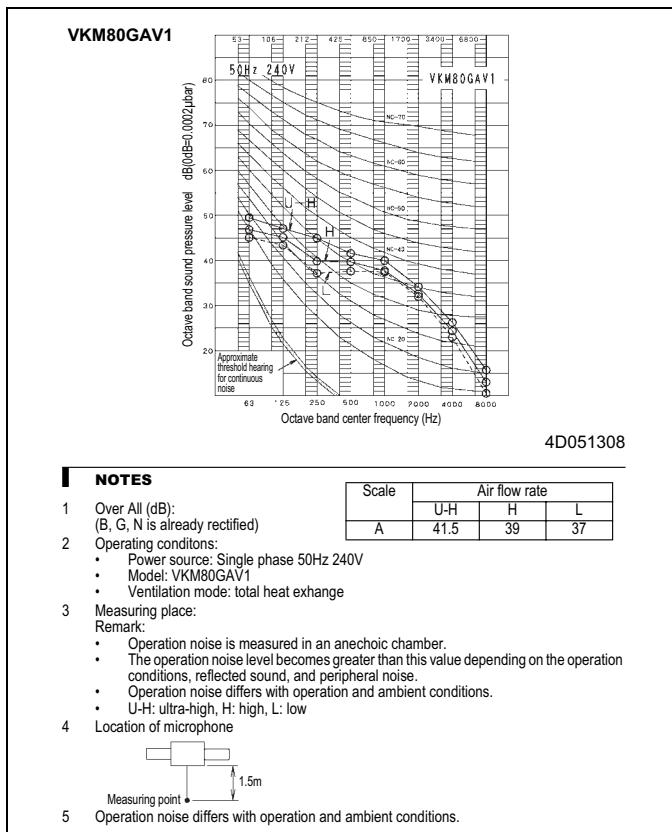 VKM80GAV1
53 106 212 425 850 1700 3400 6800
50Hz 240V
VKM80GAV1
Octave band sound pressure level dB(0dB=0.0002μbar)
80
70
60
50
40
30
20
NC-70
NC-60
NC-50
NC-40
NC 20
U-H
H
L
Approximate
threshold hearing
for continuous
noise
63 125 250 500 1000 2000 4000 8000
Octave band center frequency (Hz)
4D051308
NOTES
1 Over All (dB):
(B, G, N is already rectified)
Scale Air flow rate
U-H H L
A 41.5 39 37
2 Operating conditons:
• Power source: Single phase 50Hz 240V
• Model: VKM80GAV1
• Ventilation mode: total heat exhange
3 Measuring place:
Remark:
• Operation noise is measured in an anechoic chamber.
• The operation noise level becomes greater than this value depending on the operation
conditions, reflected sound, and peripheral noise.
• Operation noise differs with operation and ambient conditions.
• U-H: ultra-high, H: high, L: low
4 Location of microphone
1.5m
Measuring point
5 Operation noise differs with operation and ambient conditions.